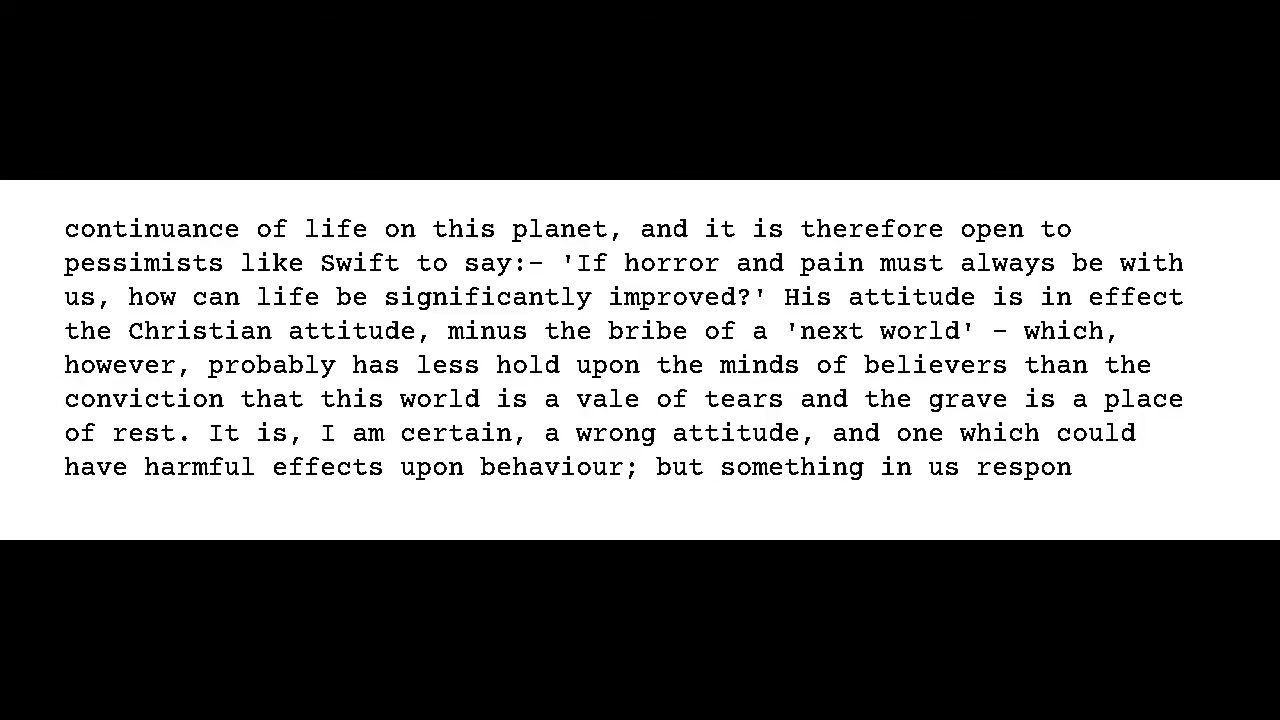 continuance of life on this planet, and it is therefore open to
pessimists like Swift to say:- 'If horror and pain must always be with
us, how can life be significantly improved?' His attitude is in effect
the Christian attitude, minus the bribe of a 'next world' - which,
however, probably has less hold upon the minds of believers than the
conviction that this world is a vale of tears and the grave is a place
of rest. It is, I am certain, a wrong attitude, and one which could
have harmful effects upon behaviour; but something in us respon